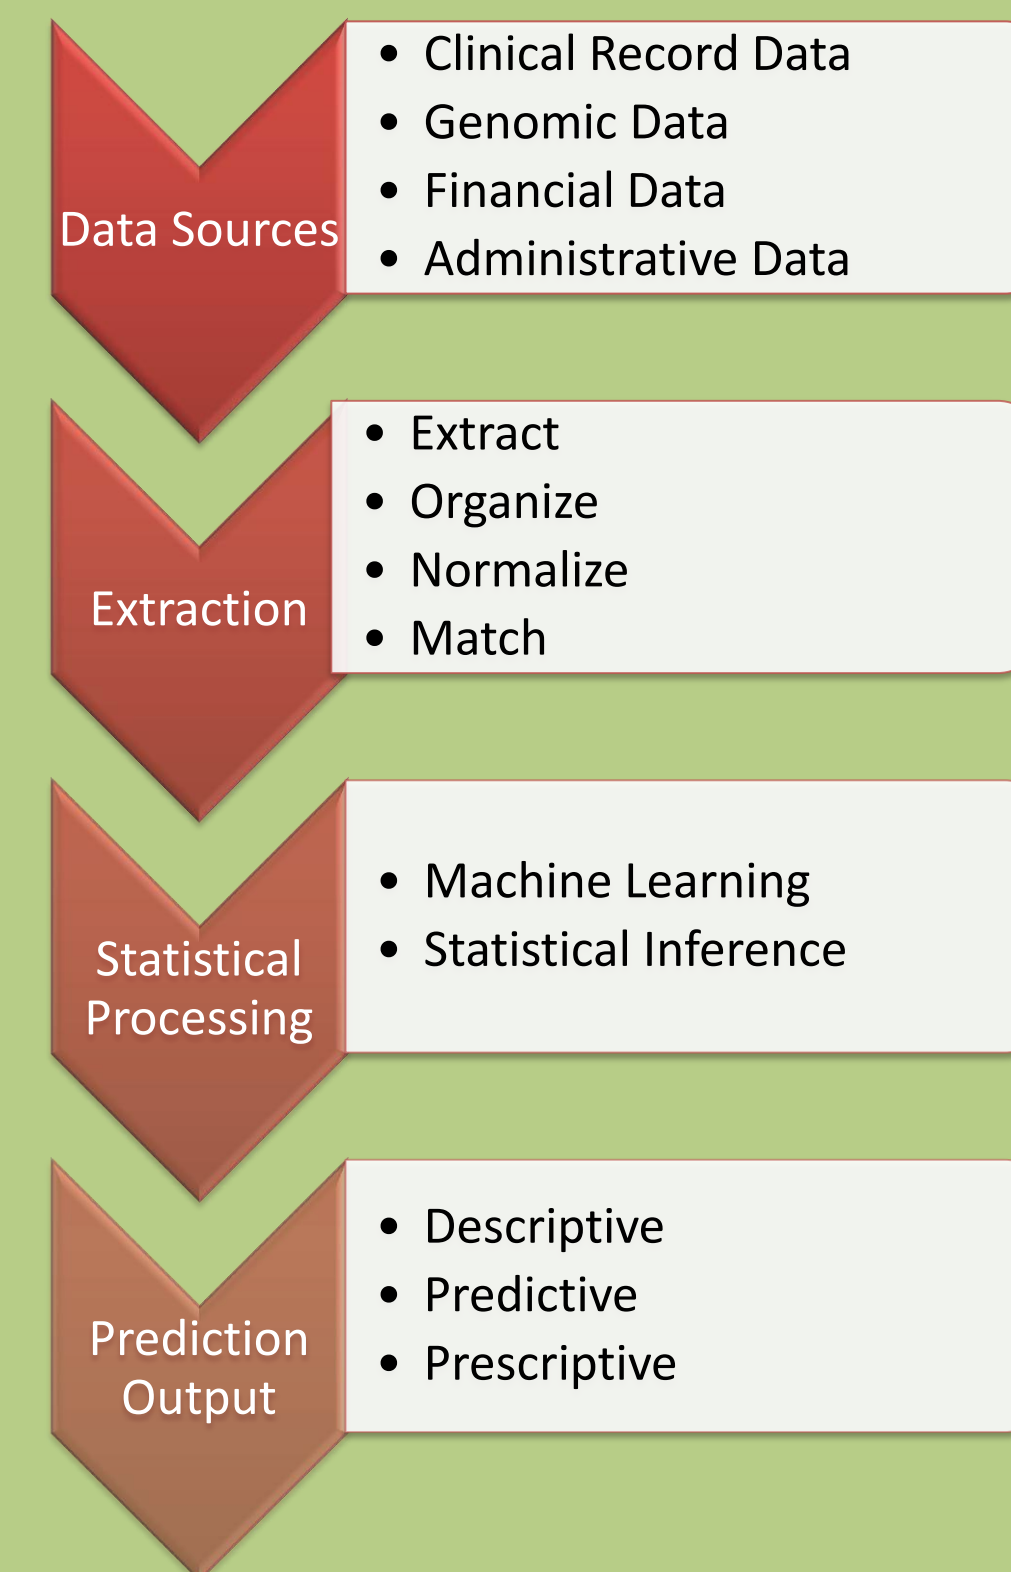 Data Sources
• Clinical Record Data
• Genomic Data
• Financial Data
• Administrative Data
Extraction
• Extract
• Organize
• Normalize
• Match
Statistical
Processing
• Machine Learning
• Statistical Inference
Prediction
Output
• Descriptive
• Predictive
• Prescriptive